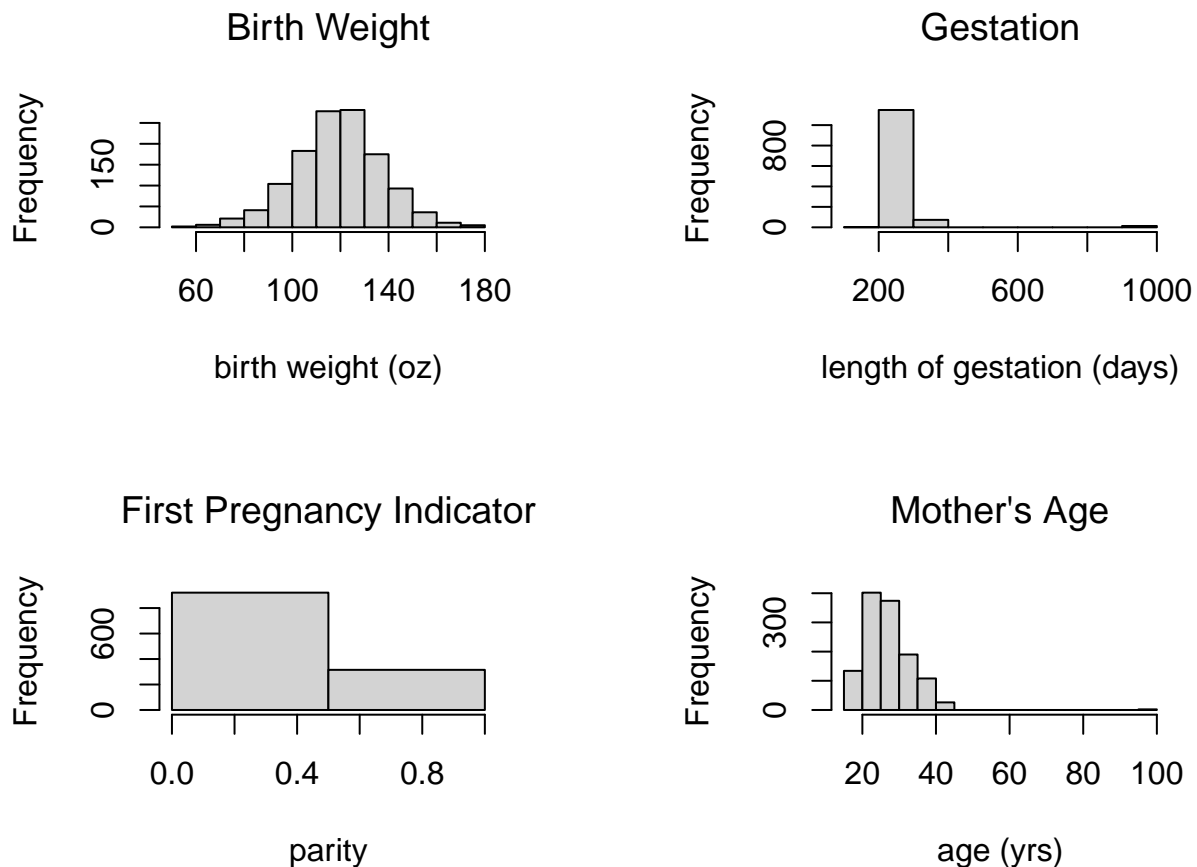 Birth Weight
Frequency
0
150
60 100 140 180
birth weight (oz)
Gestation
Frequency
0
800
200 600 1000
length of gestation (days)
First Pregnancy Indicator
Frequency
0
600
0.0 0.4 0.8
parity
Mother's Age
Frequency
0
300
20 40 60 80 100
age (yrs)